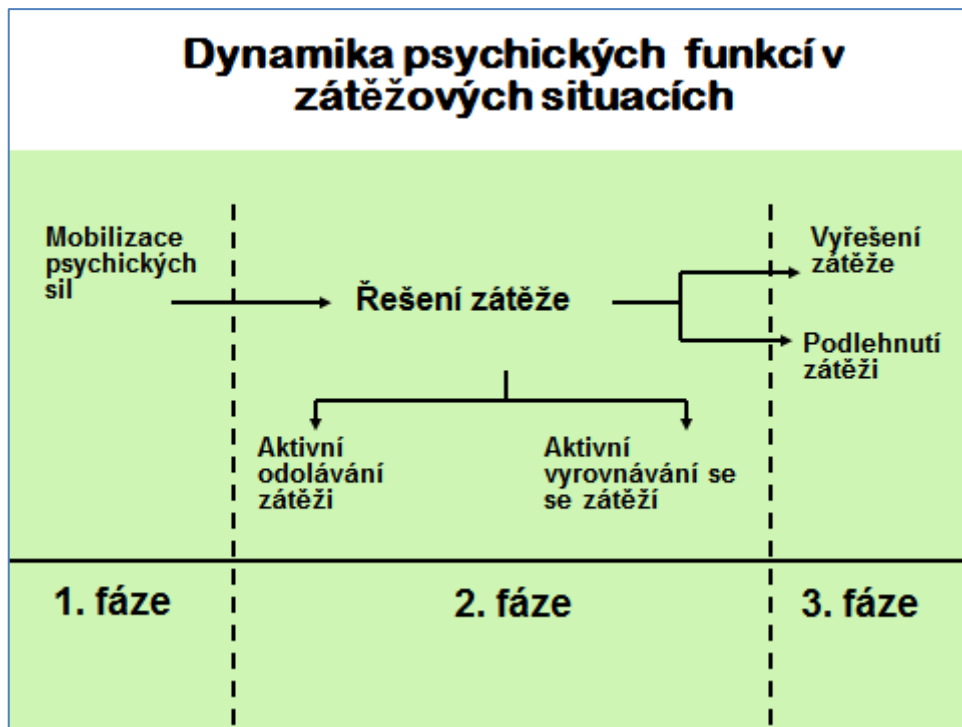 Dynamika psychických funkcí v
zátěžových situacích
Mobilizace
psychických
sil
Řešení zátěže
Vyřešení
zátěže
Podlehnutí
zátěži
Aktivní
odolávání
zátěži
Aktivní
vyrovnávání se
se zátěží
1. fáze
2. fáze
3. fáze